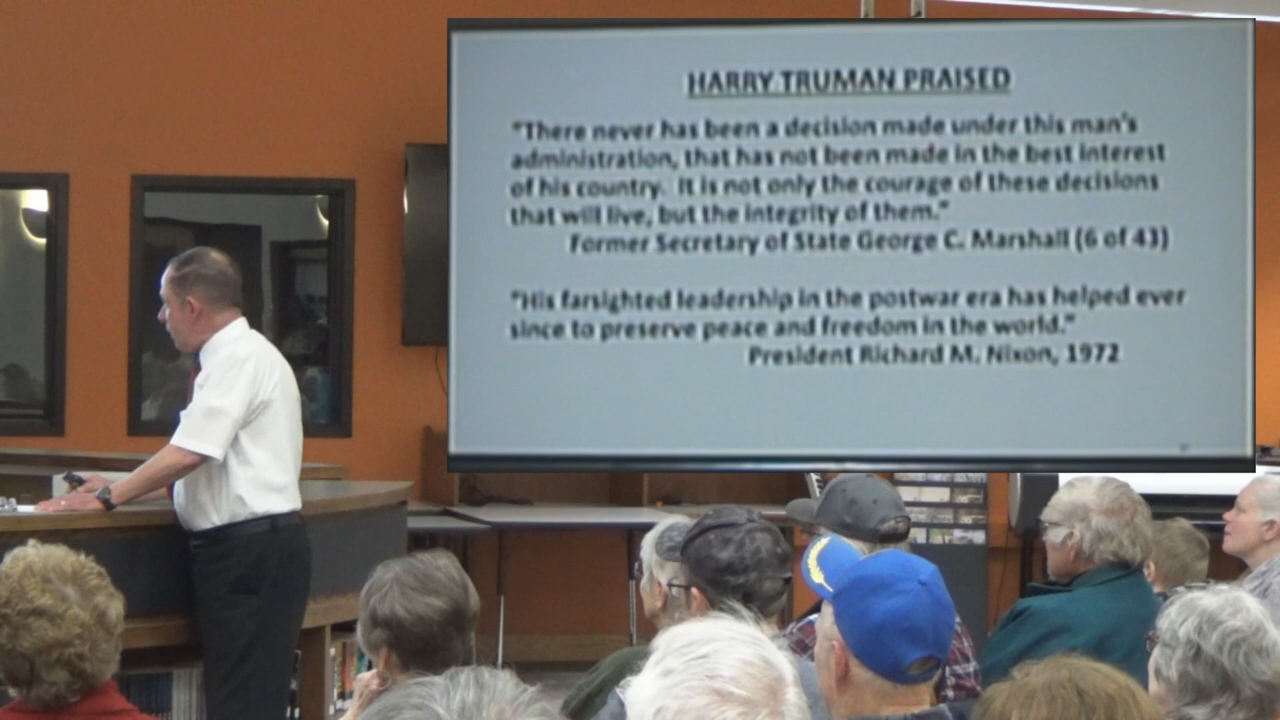 HARRY TRUMAN PRAISED
"There never has been a decision made under this man's
administration, that has not been made in the best interest
of his country. It is not only the courage of these decisions
that will live, but the integrity of them."
Former Secretary of State George C. Marshall (6 of 43)
"His farsighted leadership in the postwar era has helped ever
since to preserve peace and freedom in the world."
President Richard M. Nixon, 1972